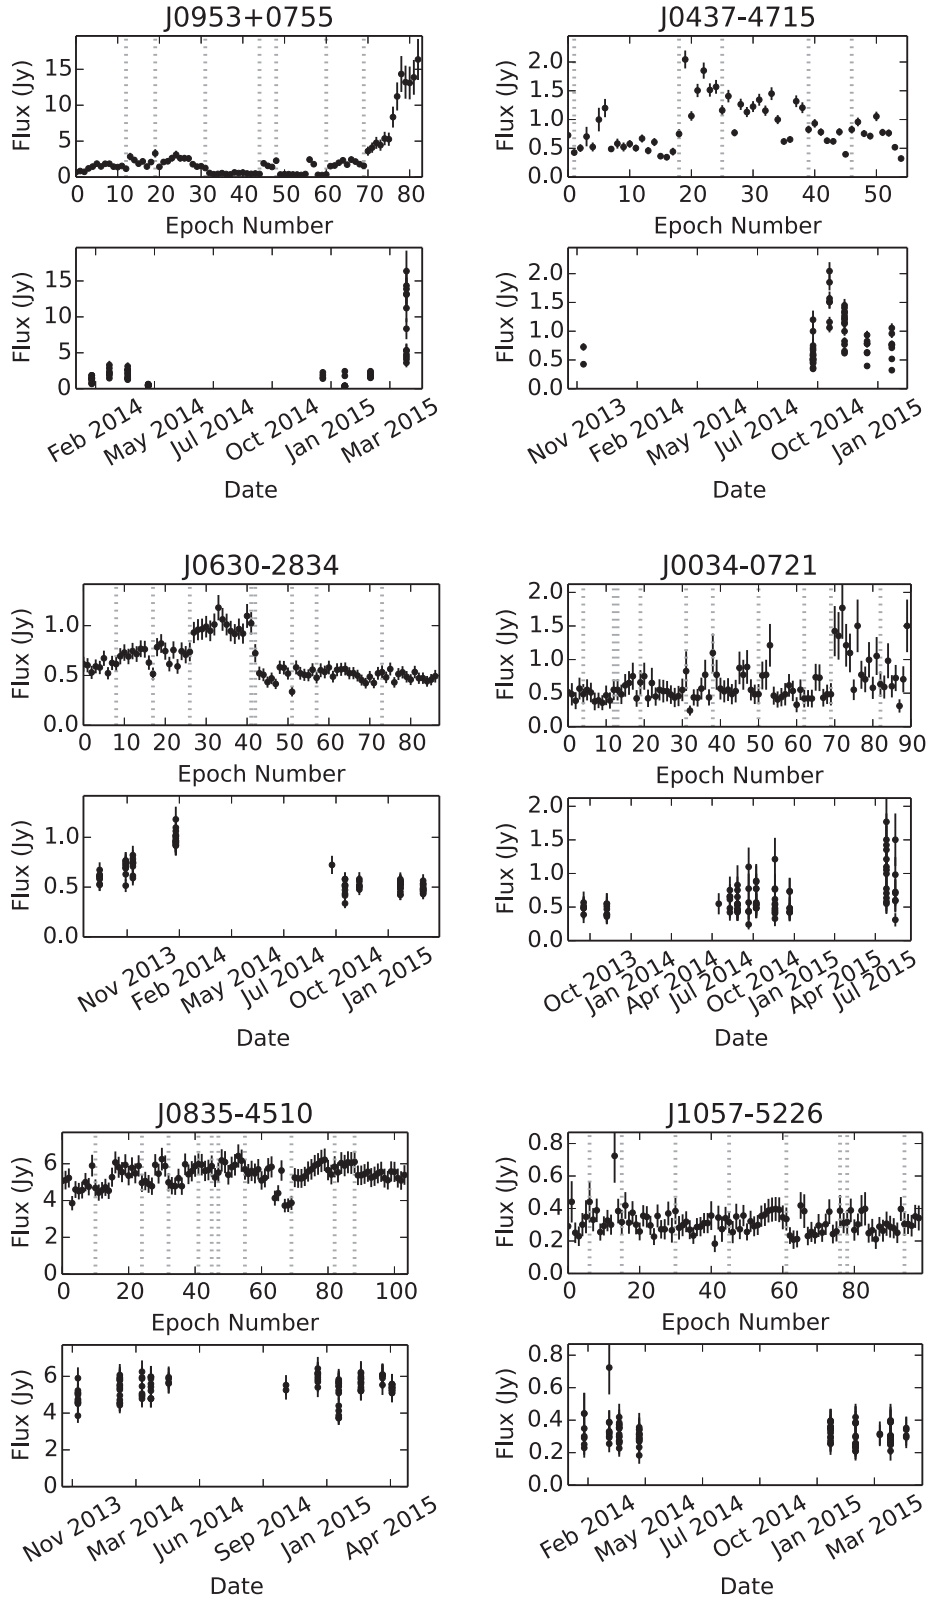 J0953+0755
Flux (Jy)
15
10
5
0
0 10 20 30 40 50 60 70 80
Epoch Number
Flux (Jy)
15
10
5
0
Feb 2014 May 2014 Jul 2014 Oct 2014 Jan 2015 Mar 2015
Date
J0437-4715
Flux (Jy)
2.0
1.5
1.0
0.5
0.0
0 10 20 30 40 50
Epoch Number
Flux (Jy)
2.0
1.5
1.0
0.5
0.0
Nov 2013 Feb 2014 May 2014 Jul 2014 Oct 2014 Jan 2015
Date
J0630-2834
Flux (Jy)
1.0
0.5
0.0
0 10 20 30 40 50 60 70 80
Epoch Number
Flux (Jy)
1.0
0.5
0.0
Nov 2013 Feb 2014 May 2014 Jul 2014 Oct 2014 Jan 2015
Date
J0034-0721
Flux (Jy)
2.0
1.5
1.0
0.5
0.0
0 10 20 30 40 50 60 70 80 90
Epoch Number
Flux (Jy)
2.0
1.5
1.0
0.5
0.0
Oct 2013 Jan 2014 Apr 2014 Jul 2014 Oct 2014 Jan 2015 Apr 2015 Jul 2015
Date
J0835-4510
Flux (Jy)
6
4
2
0
0 20 40 60 80 100
Epoch Number
Flux (Jy)
6
4
2
0
Nov 2013 Mar 2014 Jun 2014 Sep 2014 Jan 2015 Apr 2015
Date
J1057-5226
Flux (Jy)
0.8
0.6
0.4
0.2
0.0
0 20 40 60 80
Epoch Number
Flux (Jy)
0.8
0.6
0.4
0.2
0.0
Feb 2014 May 2014 Jul 2014 Oct 2014 Jan 2015 Mar 2015
Date